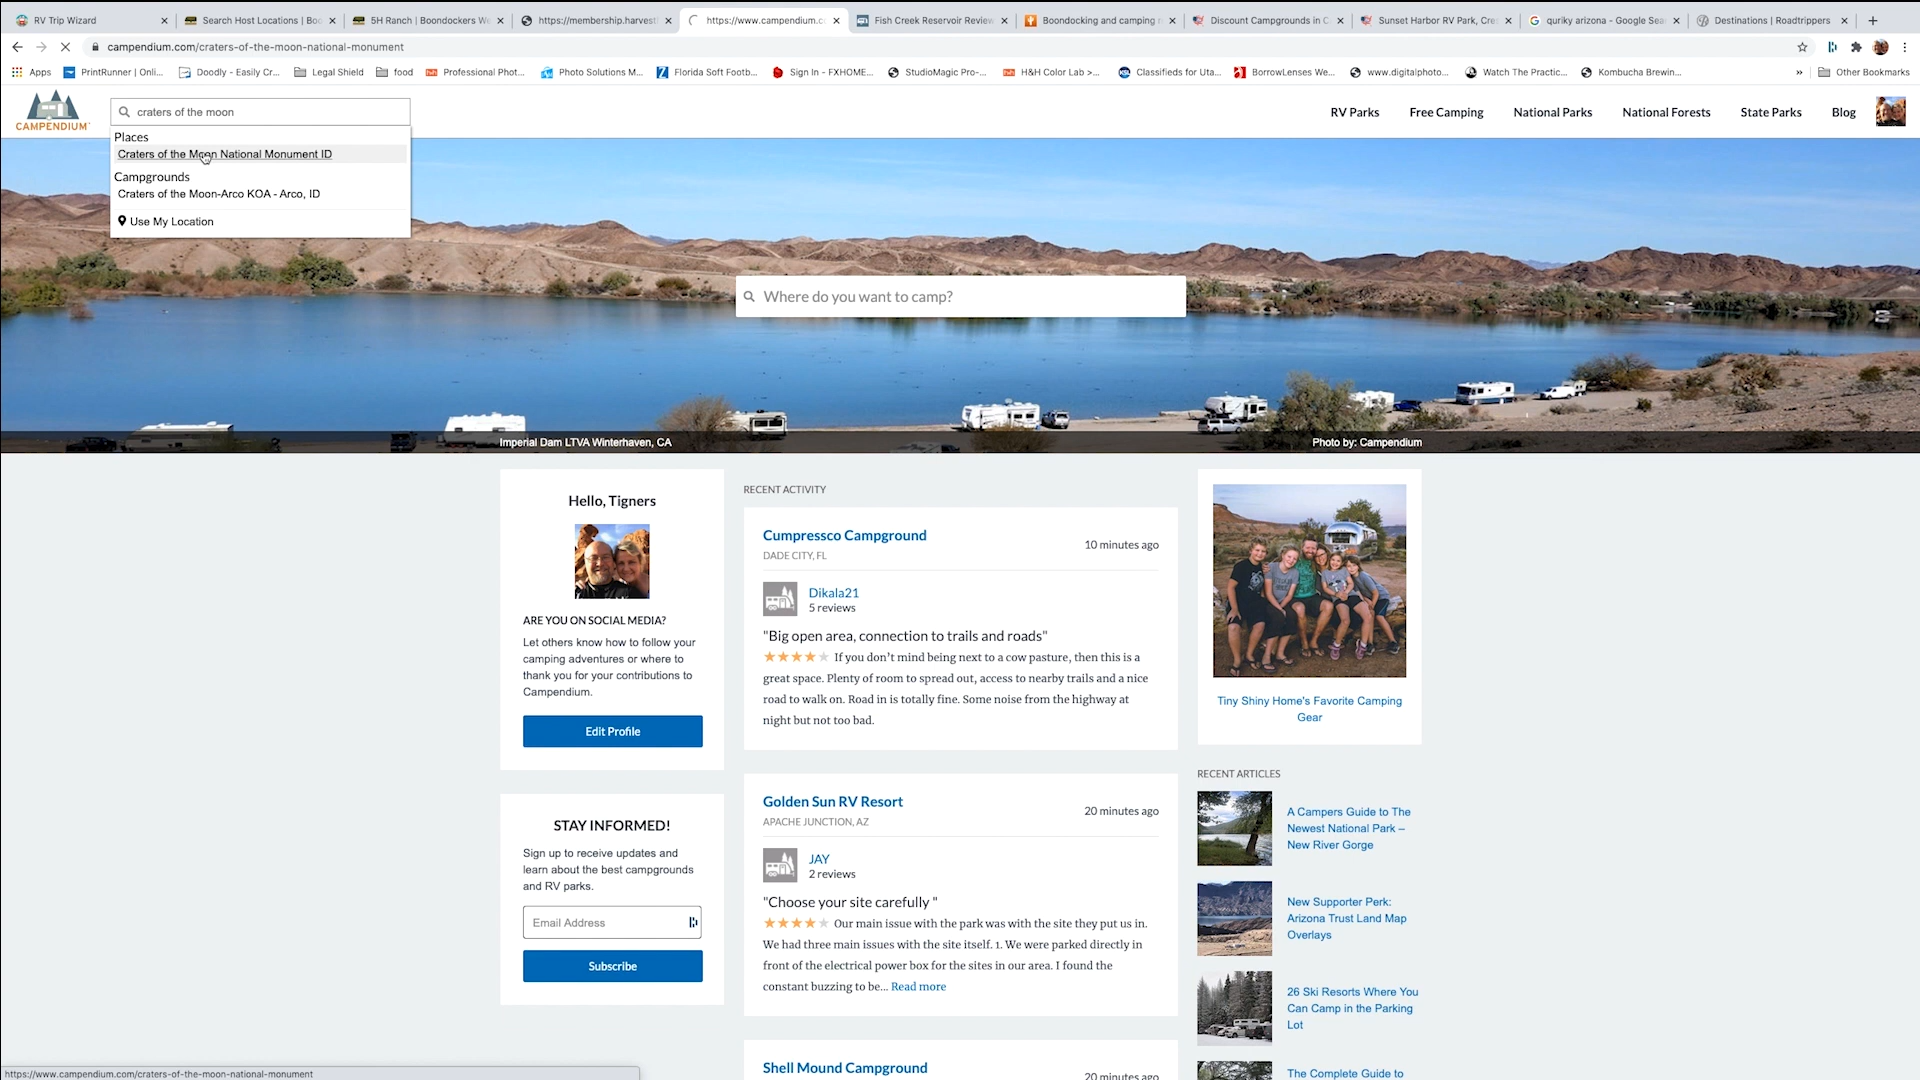 RV Trip Wizard
Search Host Locations | Boo
5H Ranch | Boondockers We
https://membership.harvest
https://www.campendium.c
Fish Creek Reservoir Review
Boondocking and camping r
Discount Campgrounds in C
Sunset Harbor RV Park, Cre
quriky arizona - Google Sea
Destinations | Roadtrippers
campendium.com/craters-of-the-moon-national-monument
Apps
PrintRunner | Onli...
Doodly - Easily Cr...
Legal Shield
food
Professional Phot...
Photo Solutions M...
Florida Soft Footb...
Sign In - FXHOME...
StudioMagic Pro-...
H&H Color Lab >...
Classifieds for Uta...
BorrowLenses We...
www.digitalphoto...
Watch The Practic...
Kombucha Brewin...
Other Bookmarks
CAMPENDIUM
craters of the moon
RV Parks
Free Camping
National Parks
National Forests
State Parks
Blog
Places
Craters of the Moon National Monument ID
Campgrounds
Craters of the Moon-Arco KOA - Arco, ID
Use My Location
Where do you want to camp?
Imperial Dam LTVA Winterhaven, CA
Photo by: Campendium
Hello, Tigners
ARE YOU ON SOCIAL MEDIA?
Let others know how to follow your
camping adventures or where to
thank you for your contributions to
Campendium.
Edit Profile
STAY INFORMED!
Sign up to receive updates and
learn about the best campgrounds
and RV parks.
Email Address
Subscribe
RECENT ACTIVITY
Cumpressco Campground
DADE CITY, FL
10 minutes ago
Dikala21
5 reviews
"Big open area, connection to trails and roads"
If you don't mind being next to a cow pasture, then this is a
great space. Plenty of room to spread out, access to nearby trails and a nice
road to walk on. Road in is totally fine. Some noise from the highway at
night but not too bad.
Golden Sun RV Resort
APACHE JUNCTION, AZ
20 minutes ago
JAY
2 reviews
"Choose your site carefully "
Our main issue with the park was with the site they put us in.
We had three main issues with the site itself. 1. We were parked directly in
front of the electrical power box for the sites in our area. I found the
constant buzzing to be... Read more
Shell Mound Campground
20 minutes ago
Tiny Shiny Home's Favorite Camping
Gear
RECENT ARTICLES
A Campers Guide to The
Newest National Park –
New River Gorge
New Supporter Perk:
Arizona Trust Land Map
Overlays
26 Ski Resorts Where You
Can Camp in the Parking
Lot
The Complete Guide to
https://www.campendium.com/craters-of-the-moon-national-monument